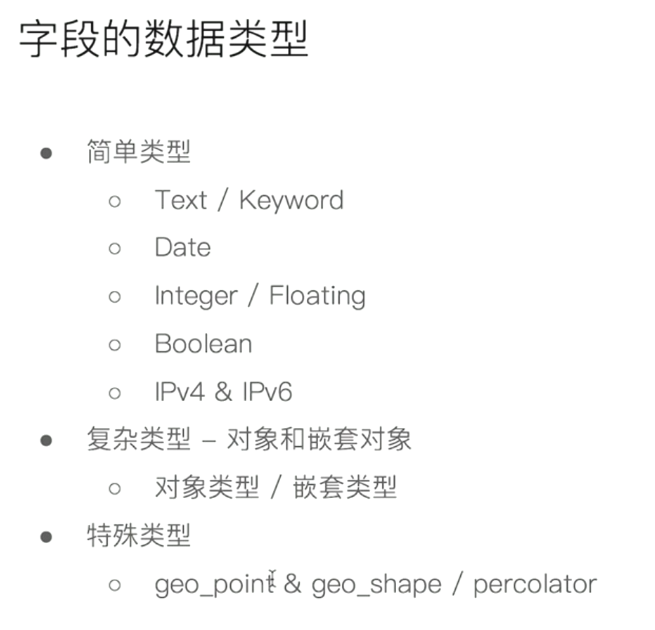 字段的数据类型
● 简单类型
○ Text / Keyword
○ Date
○ Integer / Floating
○ Boolean
○ IPv4 & IPv6
● 复杂类型 – 对象和嵌套对象
○ 对象类型 / 嵌套类型
● 特殊类型
○ geo_point & geo_shape / percolator